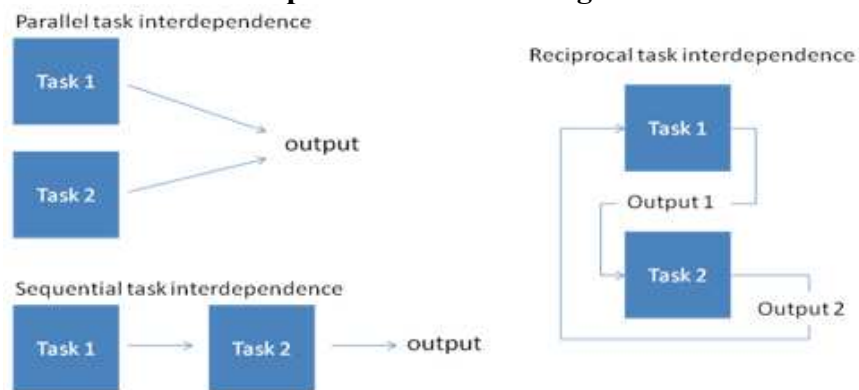 Parallel task interdependence
Task 1
output
Task 2
Sequential task interdependence
Task 1
Task 2
output
Reciprocal task interdependence
Task 1
Output 1
Task 2
Output 2